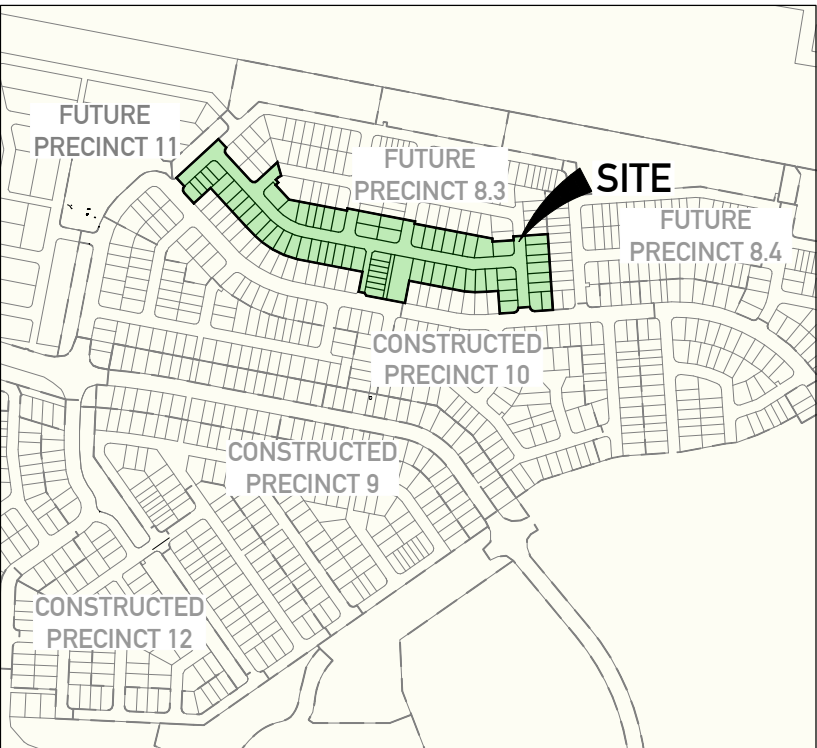 FUTURE
PRECINCT 11
FUTURE
PRECINCT 8.3
SITE
FUTURE
PRECINCT 8.4
CONSTRUCTED
PRECINCT 10
CONSTRUCTED
PRECINCT 9
CONSTRUCTED
PRECINCT 12